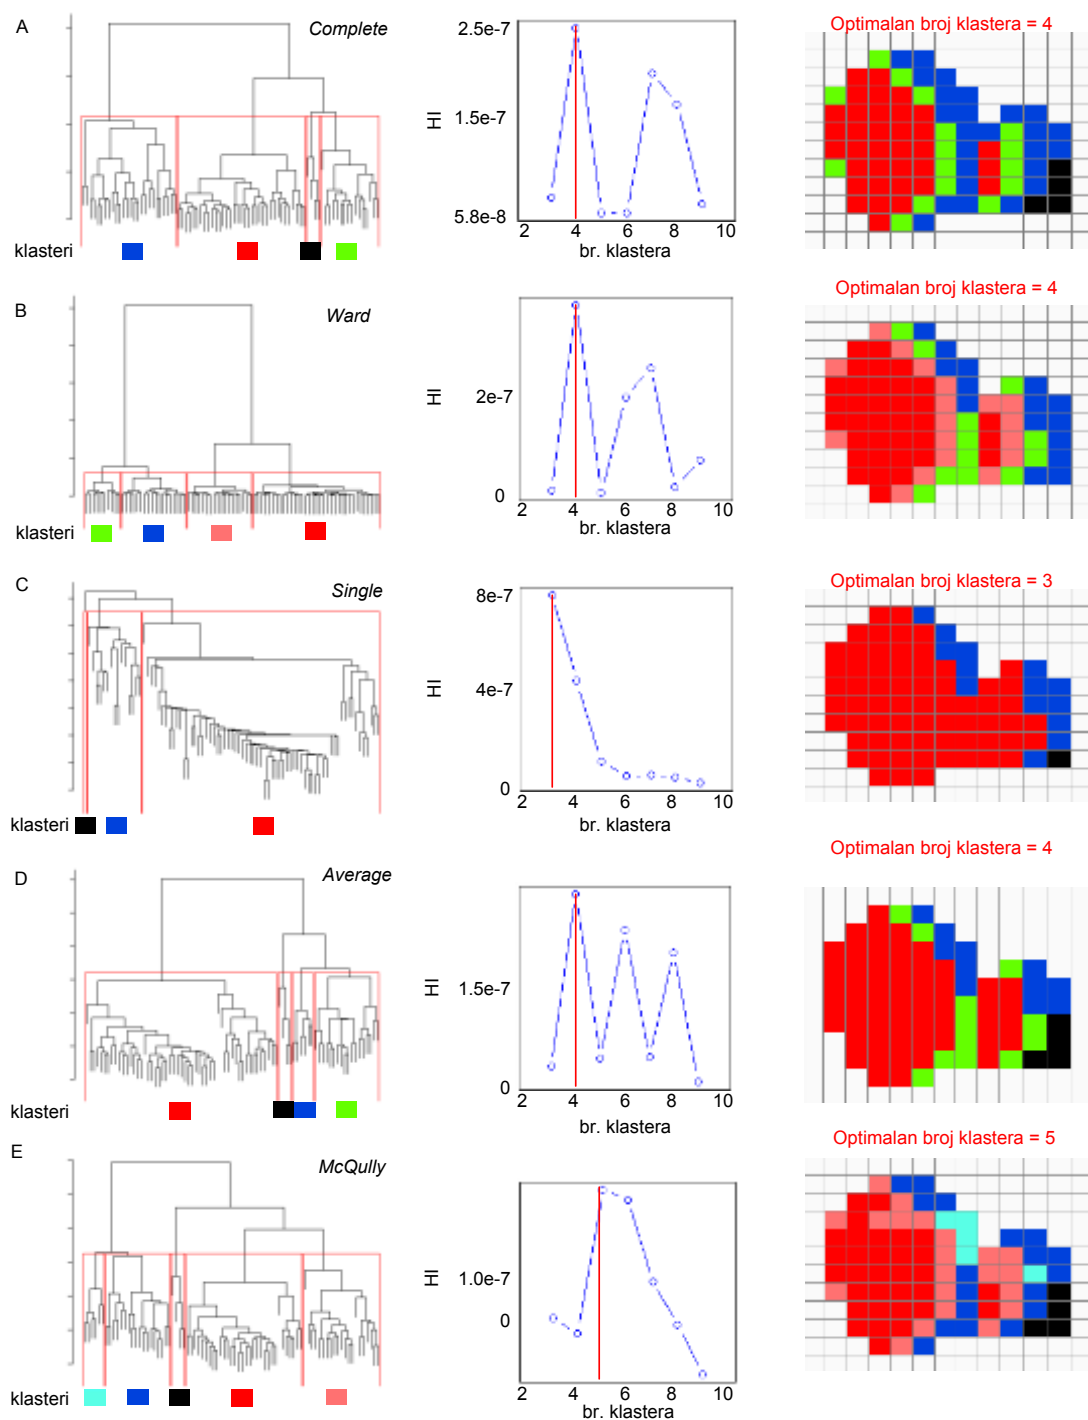 A
Complete
2.5e-7
1.5e-7
5.8e-8
HI
2 4 6 8 10
br. klastera
Optimalan broj klastera = 4
klasteri
B
Ward
2e-7
0
HI
2 4 6 8 10
br. klastera
Optimalan broj klastera = 4
klasteri
C
Single
8e-7
4e-7
0
HI
2 4 6 8 10
br. klastera
Optimalan broj klastera = 3
klasteri
D
Average
1.5e-7
0
HI
2 4 6 8 10
br. klastera
Optimalan broj klastera = 4
klasteri
E
McQully
1.0e-7
0
HI
2 4 6 8 10
br. klastera
Optimalan broj klastera = 5
klasteri